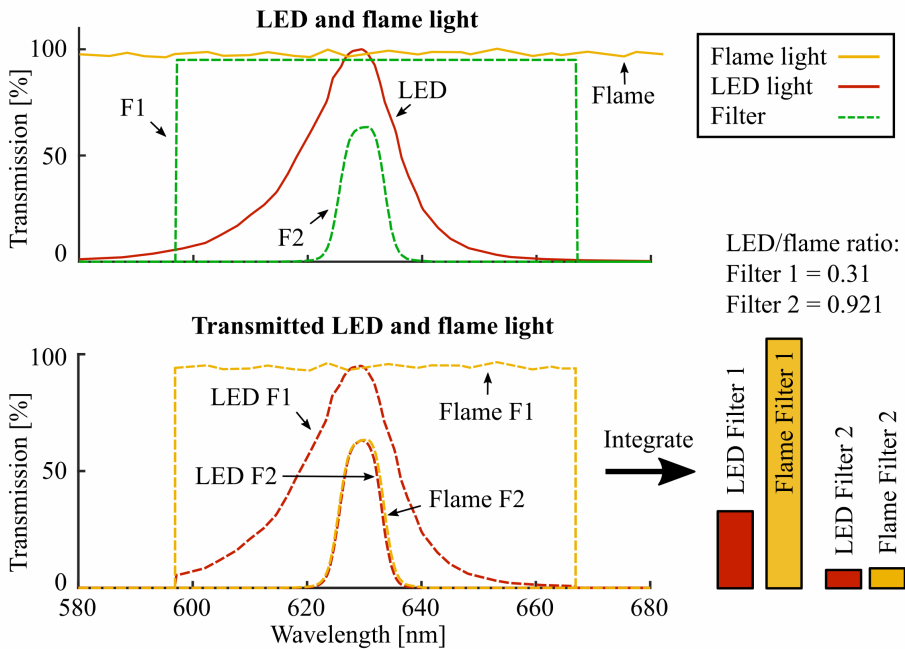 LED and flame light
Transmission [%]
100
50
0
F1
F2
LED
Flame
Flame light
LED light
Filter
LED/flame ratio:
Filter 1 = 0.31
Filter 2 = 0.921
Transmitted LED and flame light
Transmission [%]
100
50
0
LED F1
LED F2
Flame F1
Flame F2
580
600
620
640
660
680
Wavelength [nm]
Integrate
LED Filter 1
Flame Filter 1
LED Filter 2
Flame Filter 2